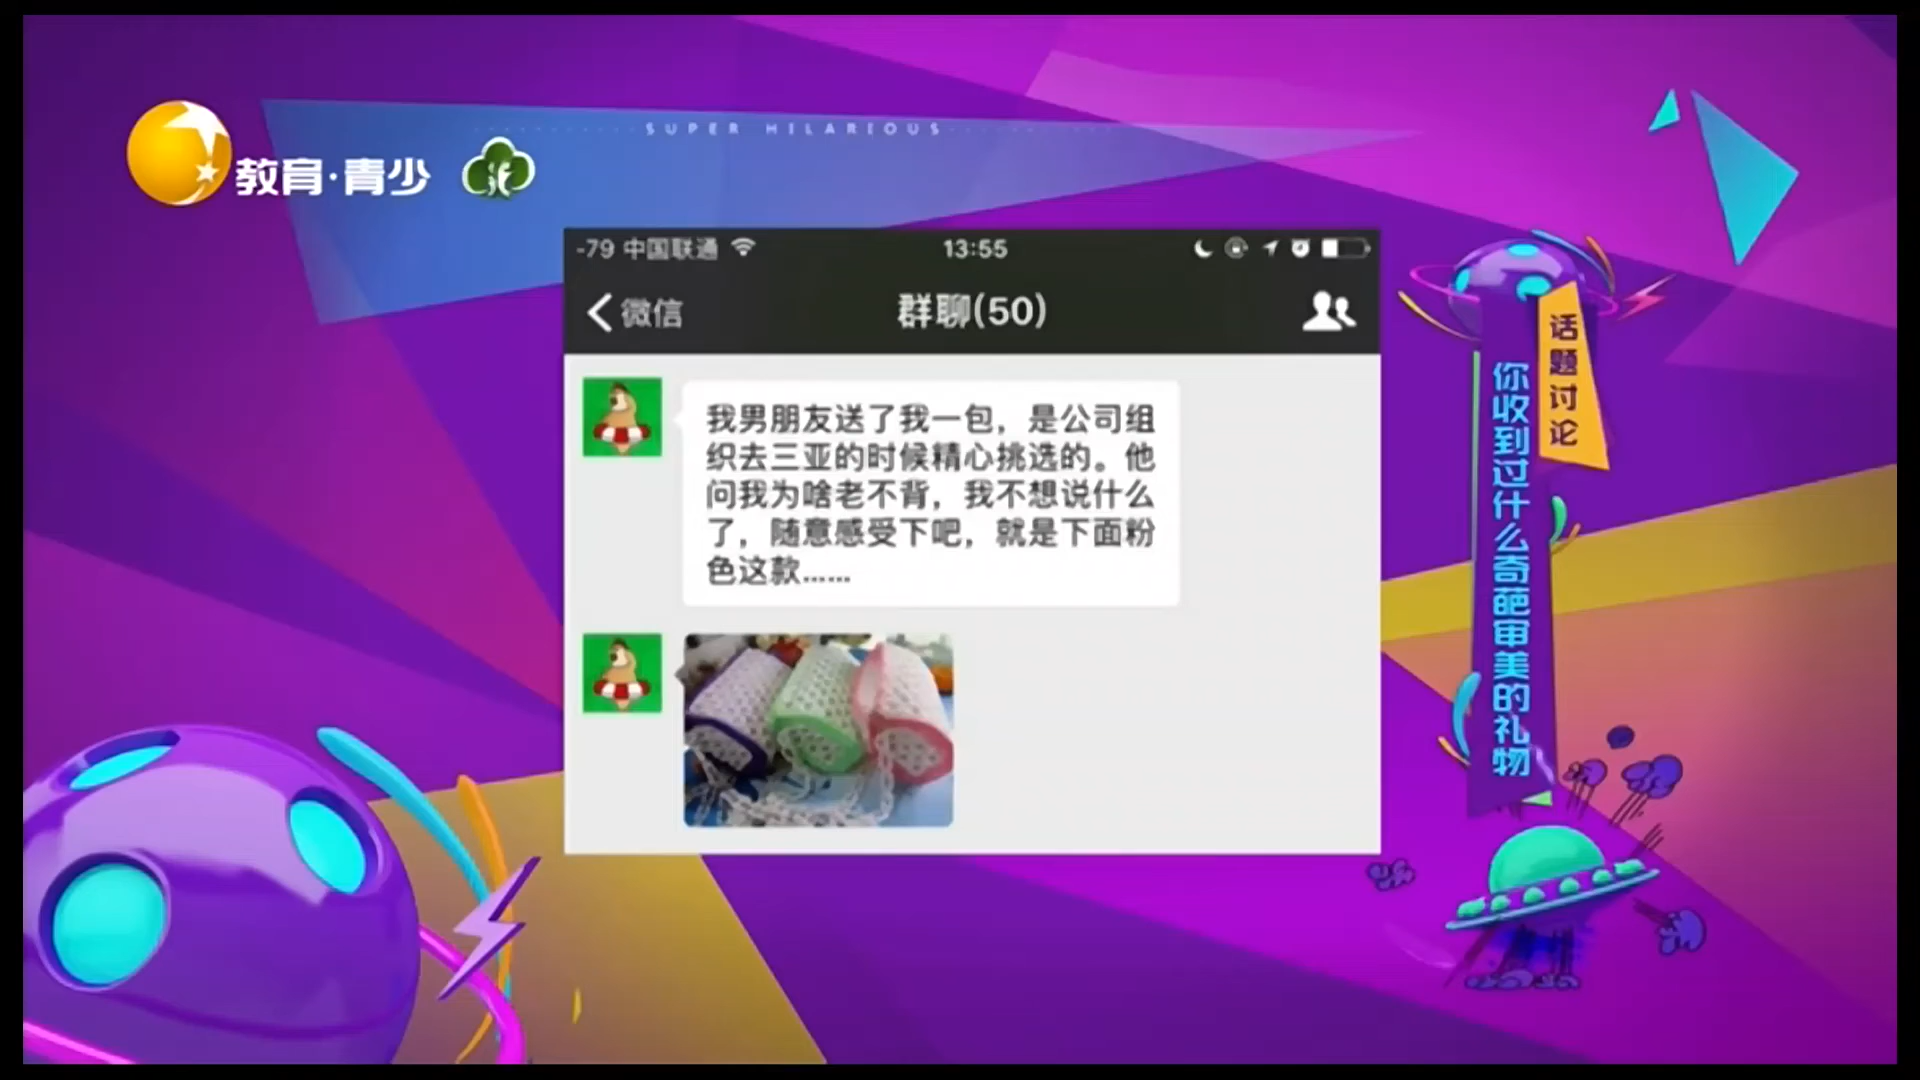 SUPER HILARIOUS
教育·青少
-79 中国联通
13:55
微信
群聊(50)
我男朋友送了我一包，是公司组
织去三亚的时候精心挑选的。他
问我为啥老不背，我不想说什么
了，随意感受下吧，就是下面粉
色这款......
话题讨论
你收到过什么奇葩审美的礼物